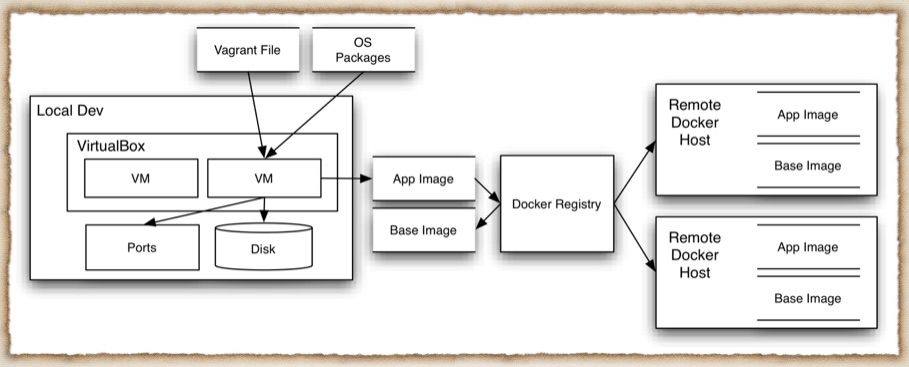 Vagrant File
OS
Packages
Local Dev
VirtualBox
VM
VM
Ports
Disk
App Image
Base Image
Docker Registry
Remote
Docker
Host
App Image
Base Image
Remote
Docker
Host
App Image
Base Image